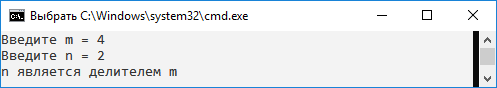 Выбрать C:\Windows\system32\cmd.exe
Введите m = 4
Введите n = 2
n является делителем m